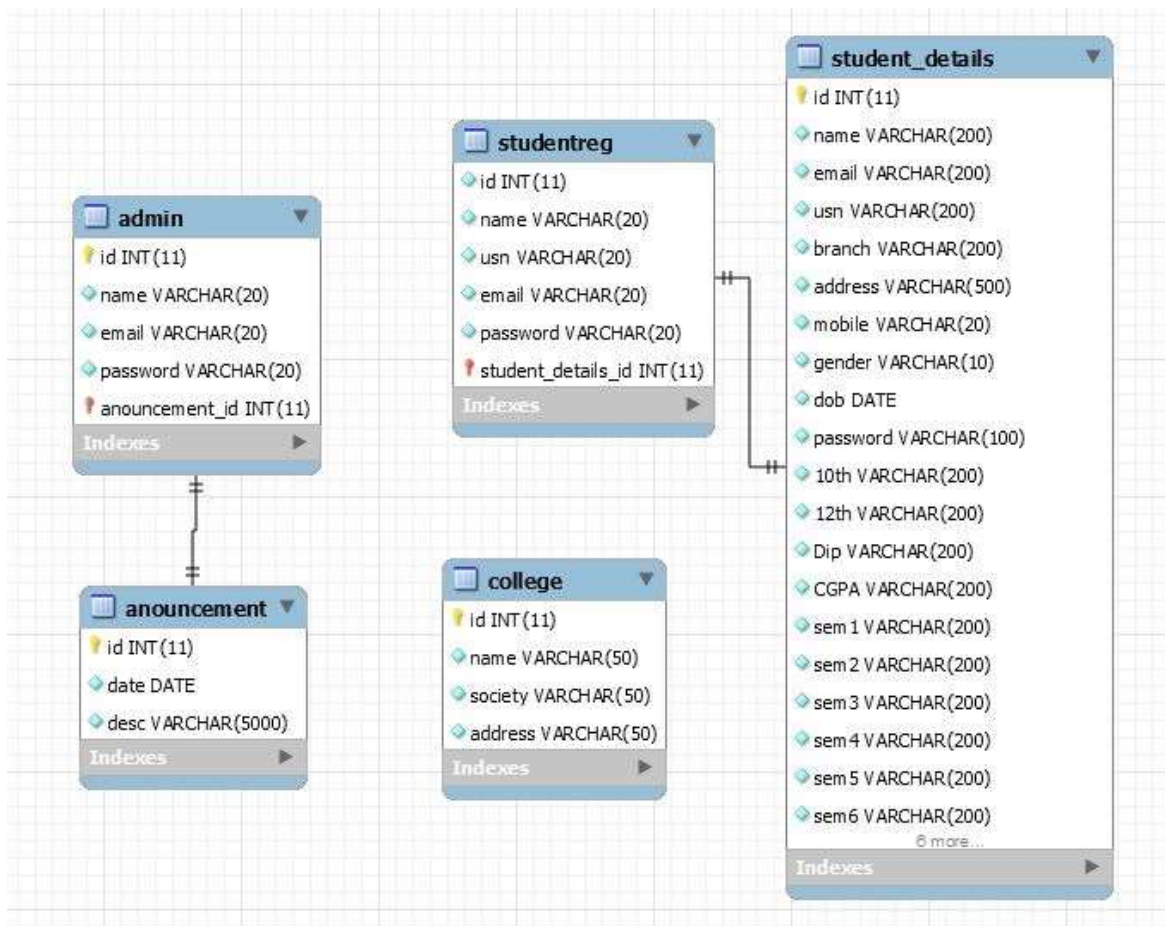 admin
id INT(11)
name VARCHAR(20)
email VARCHAR(20)
password VARCHAR(20)
anouncement_id INT(11)
Indexes
anouncement
id INT(11)
date DATE
desc VARCHAR(5000)
Indexes
studentreg
id INT(11)
name VARCHAR(20)
usn VARCHAR(20)
email VARCHAR(20)
password VARCHAR(20)
student_details_id INT(11)
Indexes
college
id INT(11)
name VARCHAR(50)
society VARCHAR(50)
address VARCHAR(50)
Indexes
student_details
id INT(11)
name VARCHAR(200)
email VARCHAR(200)
usn VARCHAR(200)
branch VARCHAR(200)
address VARCHAR(500)
mobile VARCHAR(20)
gender VARCHAR(10)
dob DATE
password VARCHAR(100)
10th VARCHAR(200)
12th VARCHAR(200)
Dip VARCHAR(200)
CGPA VARCHAR(200)
sem1 VARCHAR(200)
sem2 VARCHAR(200)
sem3 VARCHAR(200)
sem4 VARCHAR(200)
sem5 VARCHAR(200)
sem6 VARCHAR(200)
6 more...
Indexes